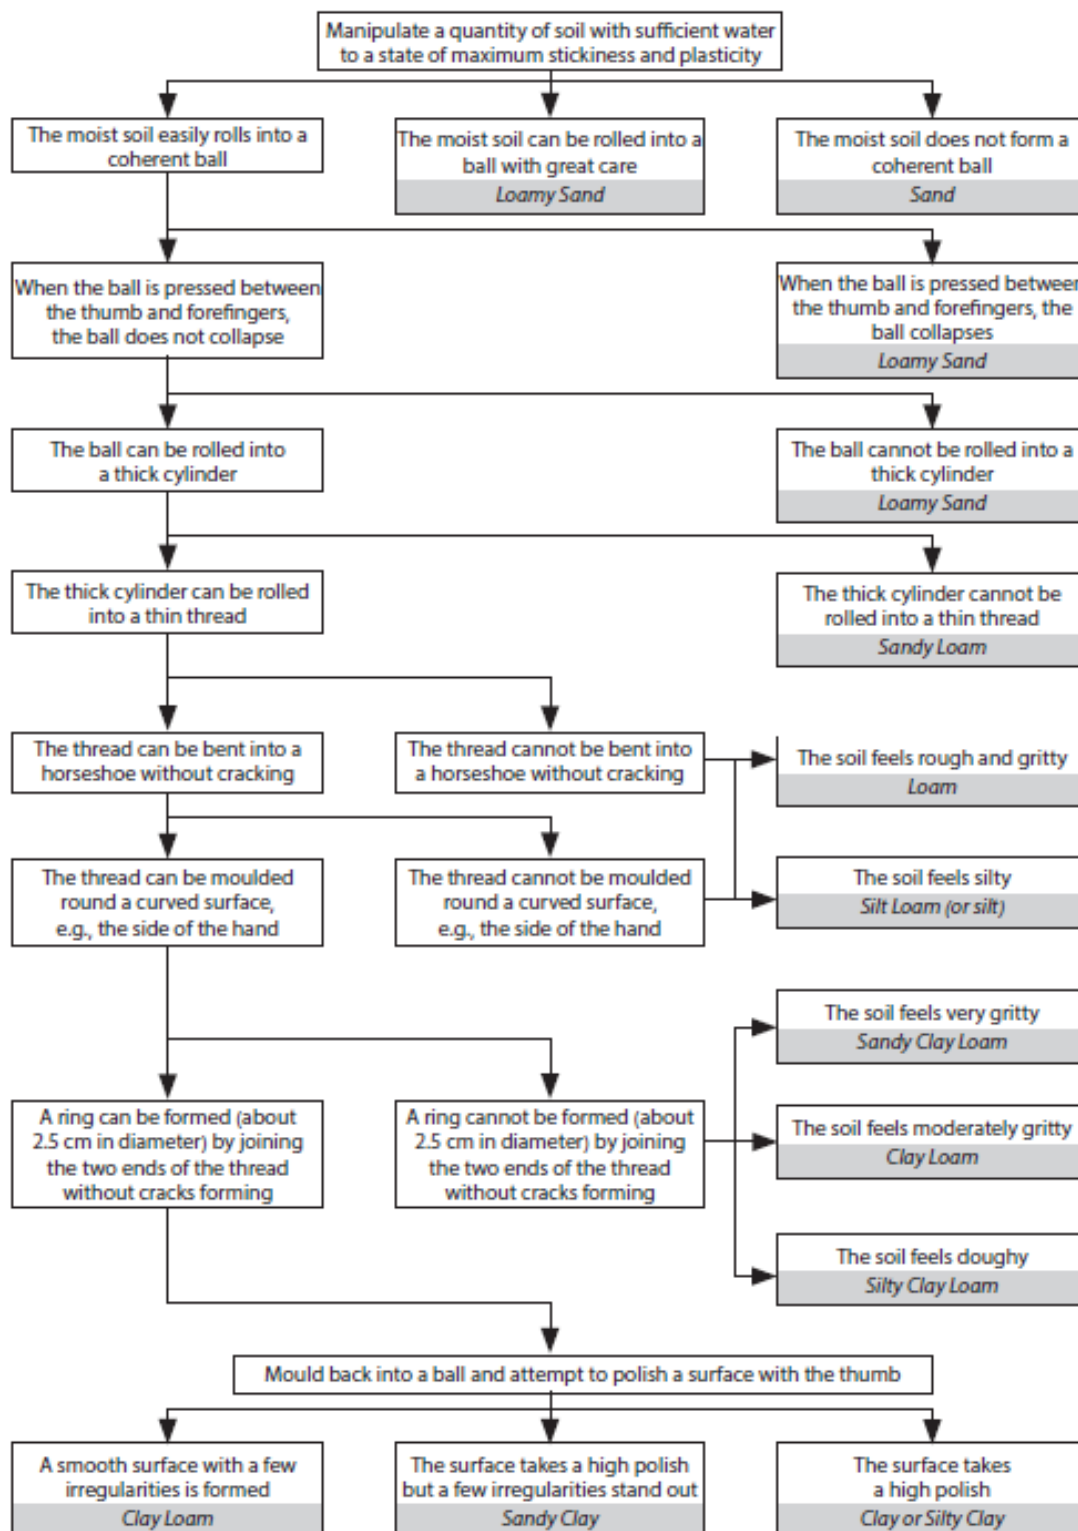 Manipulate a quantity of soil with sufficient water
to a state of maximum stickiness and plasticity
The moist soil easily rolls into a
coherent ball
The moist soil can be rolled into a
ball with great care
Loamy Sand
The moist soil does not form a
coherent ball
Sand
When the ball is pressed between
the thumb and forefingers,
the ball does not collapse
When the ball is pressed between
the thumb and forefingers, the
ball collapses
Loamy Sand
The ball can be rolled into
a thick cylinder
The ball cannot be rolled into a
thick cylinder
Loamy Sand
The thick cylinder can be rolled
into a thin thread
The thick cylinder cannot be
rolled into a thin thread
Sandy Loam
The thread can be bent into a
horseshoe without cracking
The thread cannot be bent into
a horseshoe without cracking
The soil feels rough and gritty
Loam
The thread can be moulded
round a curved surface,
e.g., the side of the hand
The thread cannot be moulded
round a curved surface,
e.g., the side of the hand
The soil feels silty
Silt Loam (or silt)
The soil feels very gritty
Sandy Clay Loam
A ring can be formed (about
2.5 cm in diameter) by joining
the two ends of the thread
without cracks forming
A ring cannot be formed (about
2.5 cm in diameter) by joining
the two ends of the thread
without cracks forming
The soil feels moderately gritty
Clay Loam
The soil feels doughy
Silty Clay Loam
Mould back into a ball and attempt to polish a surface with the thumb
A smooth surface with a few
irregularities is formed
Clay Loam
The surface takes a high polish
but a few irregularities stand out
Sandy Clay
The surface takes
a high polish
Clay or Silty Clay